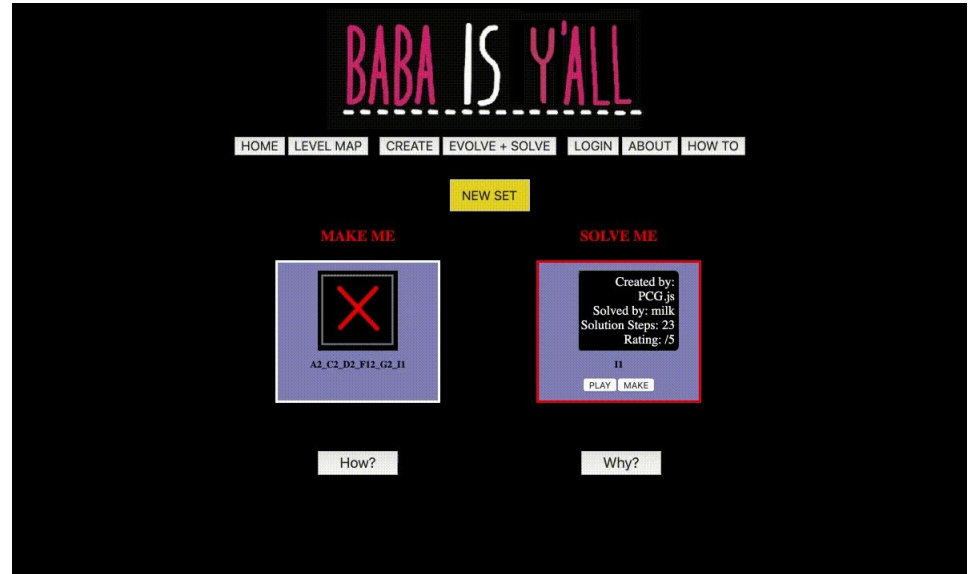 BABA IS Y'ALL
HOME LEVEL MAP CREATE EVOLVE + SOLVE LOGIN ABOUT HOW TO
NEW SET
MAKE ME SOLVE ME
Created by:
PCG.js
Solved by: milk
Solution Steps: 23
Rating: /5
A2_C2_D2_F12_G2_I1 I1
PLAY MAKE
How? Why?